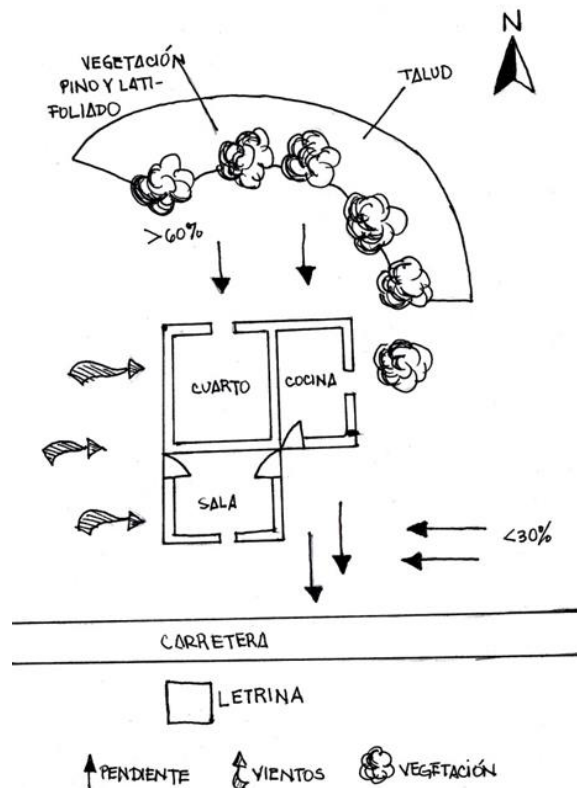 N
VEGETACIÓN
PINO Y LATI-
FOLIADO
TALUD
>60%
CUARTO
COCINA
SALA
<30%
CARRETERA
LETRINA
PENDIENTE
VIENTOS
VEGETACIÓN